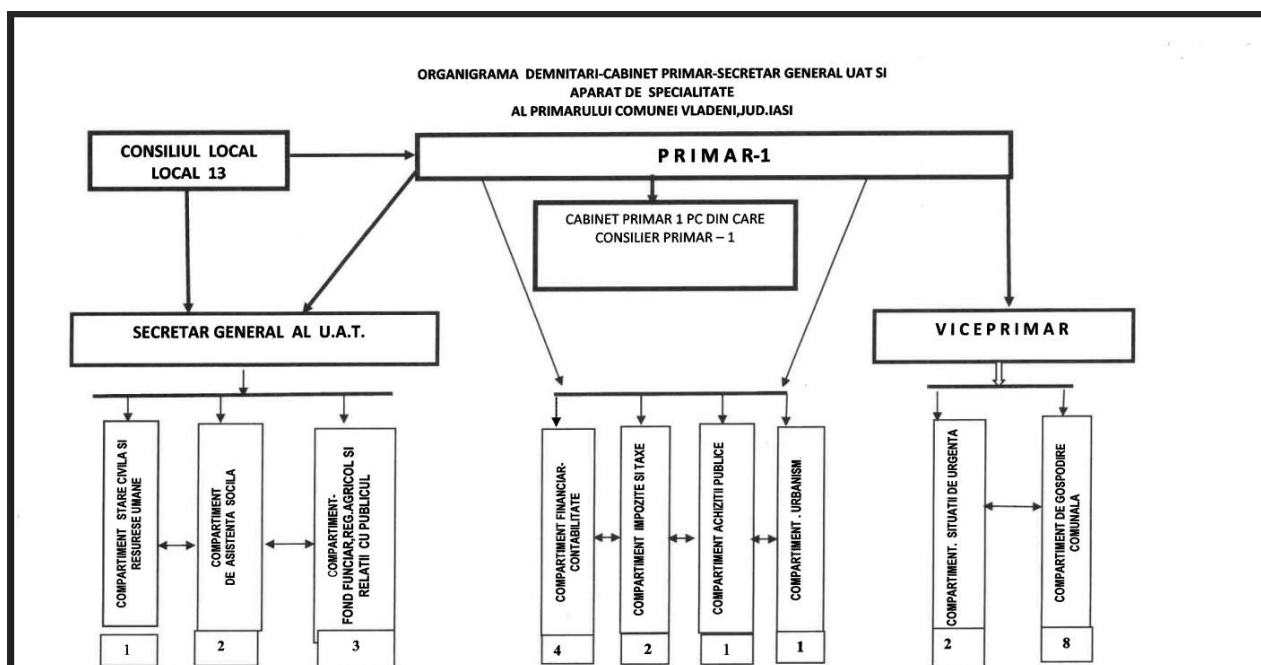 ORGANIGRAMA DEMNITARI-CABINET PRIMAR-SECRETAR GENERAL UAT SI
APARAT DE SPECIALITATE
AL PRIMARULUI COMUNEI VLADENI,JUD.IASI
CONSILIUL LOCAL
LOCAL 13
P R I M A R-1
CABINET PRIMAR 1 PC DIN CARE
CONSILIER PRIMAR – 1
SECRETAR GENERAL AL U.A.T.
V I C E P R I M A R
COMPARTIMENT STARE CIVILA SI
RESURESE UMANE
COMPARTIMENT
DE ASISTENTA SOCILA
COMPARTIMENT-
FOND FUNCIAR,REG.AGRICOL SI
RELATII CU PUBLICUL
COMPARTIMENT FINANCIAR-
CONTABILITATE
COMPARTIMENT IMPOZITE SI TAXE
COMPARTIMENT ACHIZITII PUBLICE
COMPARTIMENT . URBANISM
COMPARTIMENT. SITUATII DE URGENTA
COMPARTIMENT DE GOSPODIRE
COMUNALA
1
2
3
4
2
1
1
2
8